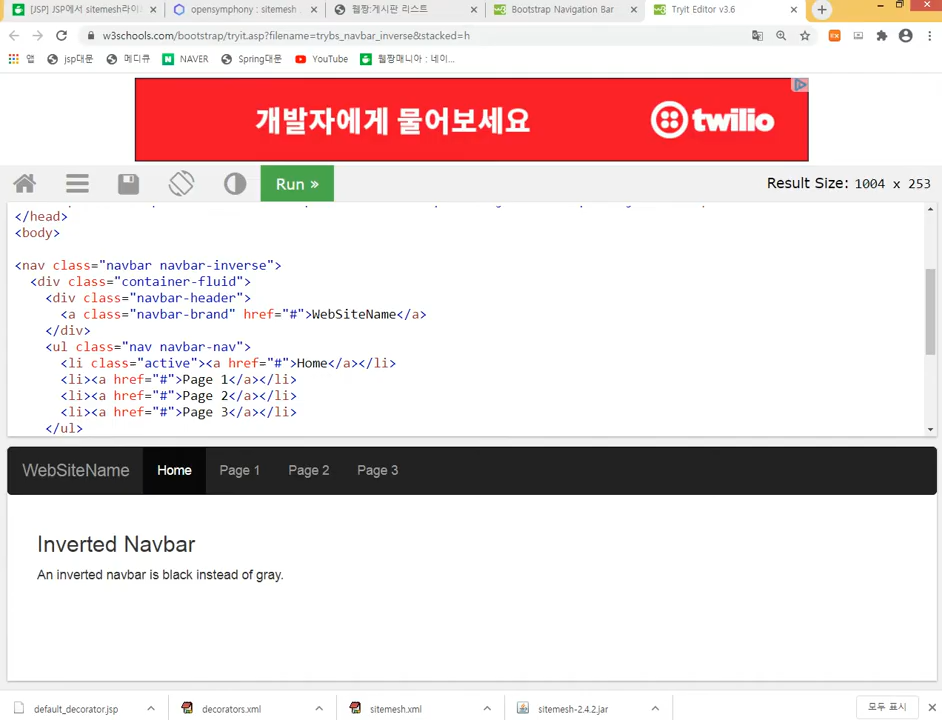 [JSP] JSP에서 sitemesh라이
opensymphony : sitemesh
웰짱:게시판 리스트
Bootstrap Navigation Bar
Tryit Editor v3.6
w3schools.com/bootstrap/tryit.asp?filename=trybs_navbar_inverse&stacked=h
앱
jsp대문
메디큐
NAVER
Spring대문
YouTube
웰짱매니아 : 네이...
개발자에게 물어보세요
twilio
Run »
Result Size: 1004 x 253
</head>
<body>
<nav class="navbar navbar-inverse">
<div class="container-fluid">
<div class="navbar-header">
<a class="navbar-brand" href="#">WebSiteName</a>
</div>
<ul class="nav navbar-nav">
<li class="active"><a href="#">Home</a></li>
<li><a href="#">Page 1</a></li>
<li><a href="#">Page 2</a></li>
<li><a href="#">Page 3</a></li>
</ul>
WebSiteName Home Page 1 Page 2 Page 3
Inverted Navbar
An inverted navbar is black instead of gray.
default_decorator.jsp
decorators.xml
sitemesh.xml
sitemesh-2.4.2.jar
모두 표시